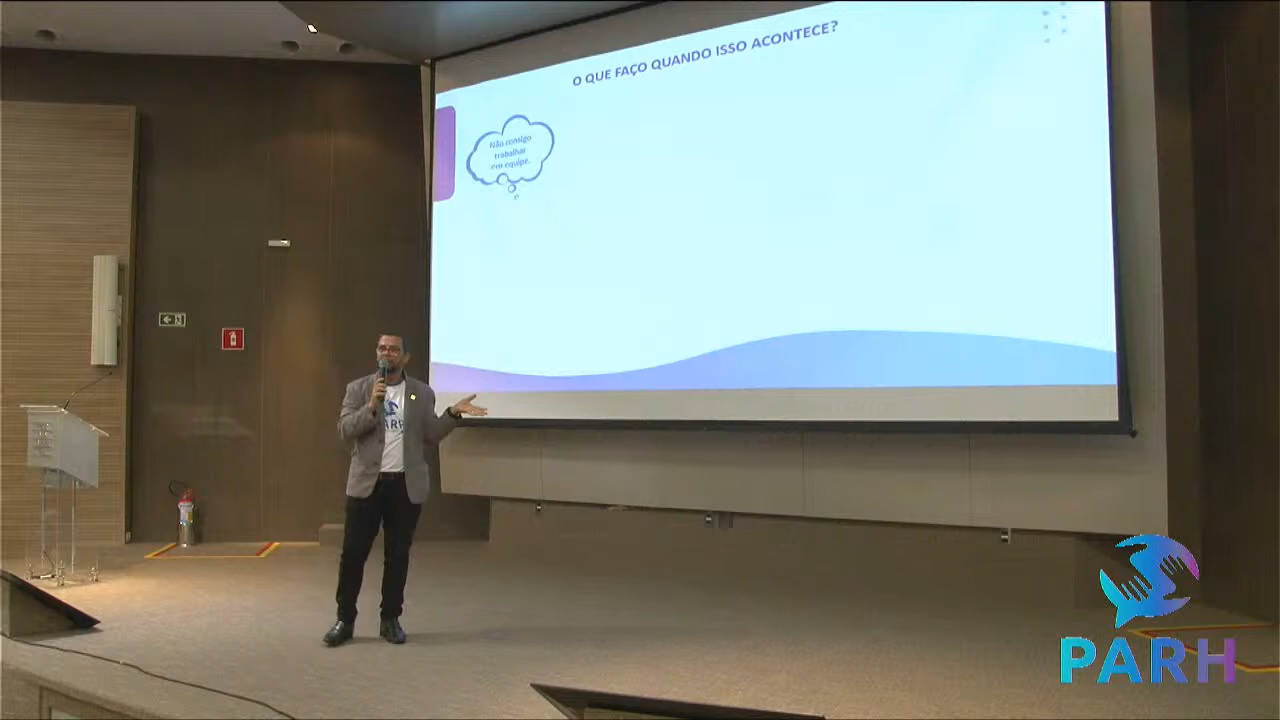 O QUE FAÇO QUANDO ISSO ACONTECE?
Não consigo
trabalhar
em equipe.
PARH